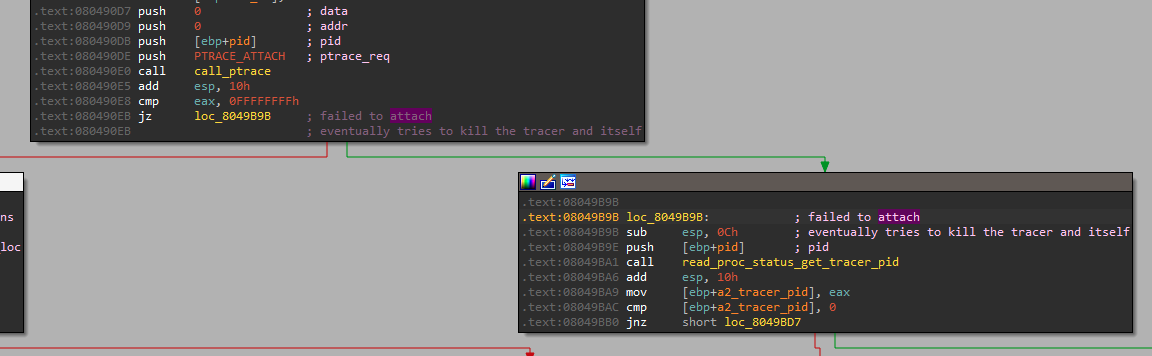 .text:080490D7 push 0 ; data
.text:080490D9 push 0 ; addr
.text:080490DB push [ebp+pid] ; pid
.text:080490DE push PTRACE_ATTACH ; ptrace_req
.text:080490E0 call call_ptrace
.text:080490E5 add esp, 10h
.text:080490E8 cmp eax, 0FFFFFFFFh
.text:080490EB jz loc_8049B9B ; failed to attach
.text:080490EB ; eventually tries to kill the tracer and itself
ns
_loc
.text:08049B9B
.text:08049B9B loc_8049B9B: ; failed to attach
.text:08049B9B sub esp, 0Ch ; eventually tries to kill the tracer and itself
.text:08049B9E push [ebp+pid] ; pid
.text:08049BA1 call read_proc_status_get_tracer_pid
.text:08049BA6 add esp, 10h
.text:08049BA9 mov [ebp+a2_tracer_pid], eax
.text:08049BAC cmp [ebp+a2_tracer_pid], 0
.text:08049BB0 jnz short loc_8049BD7